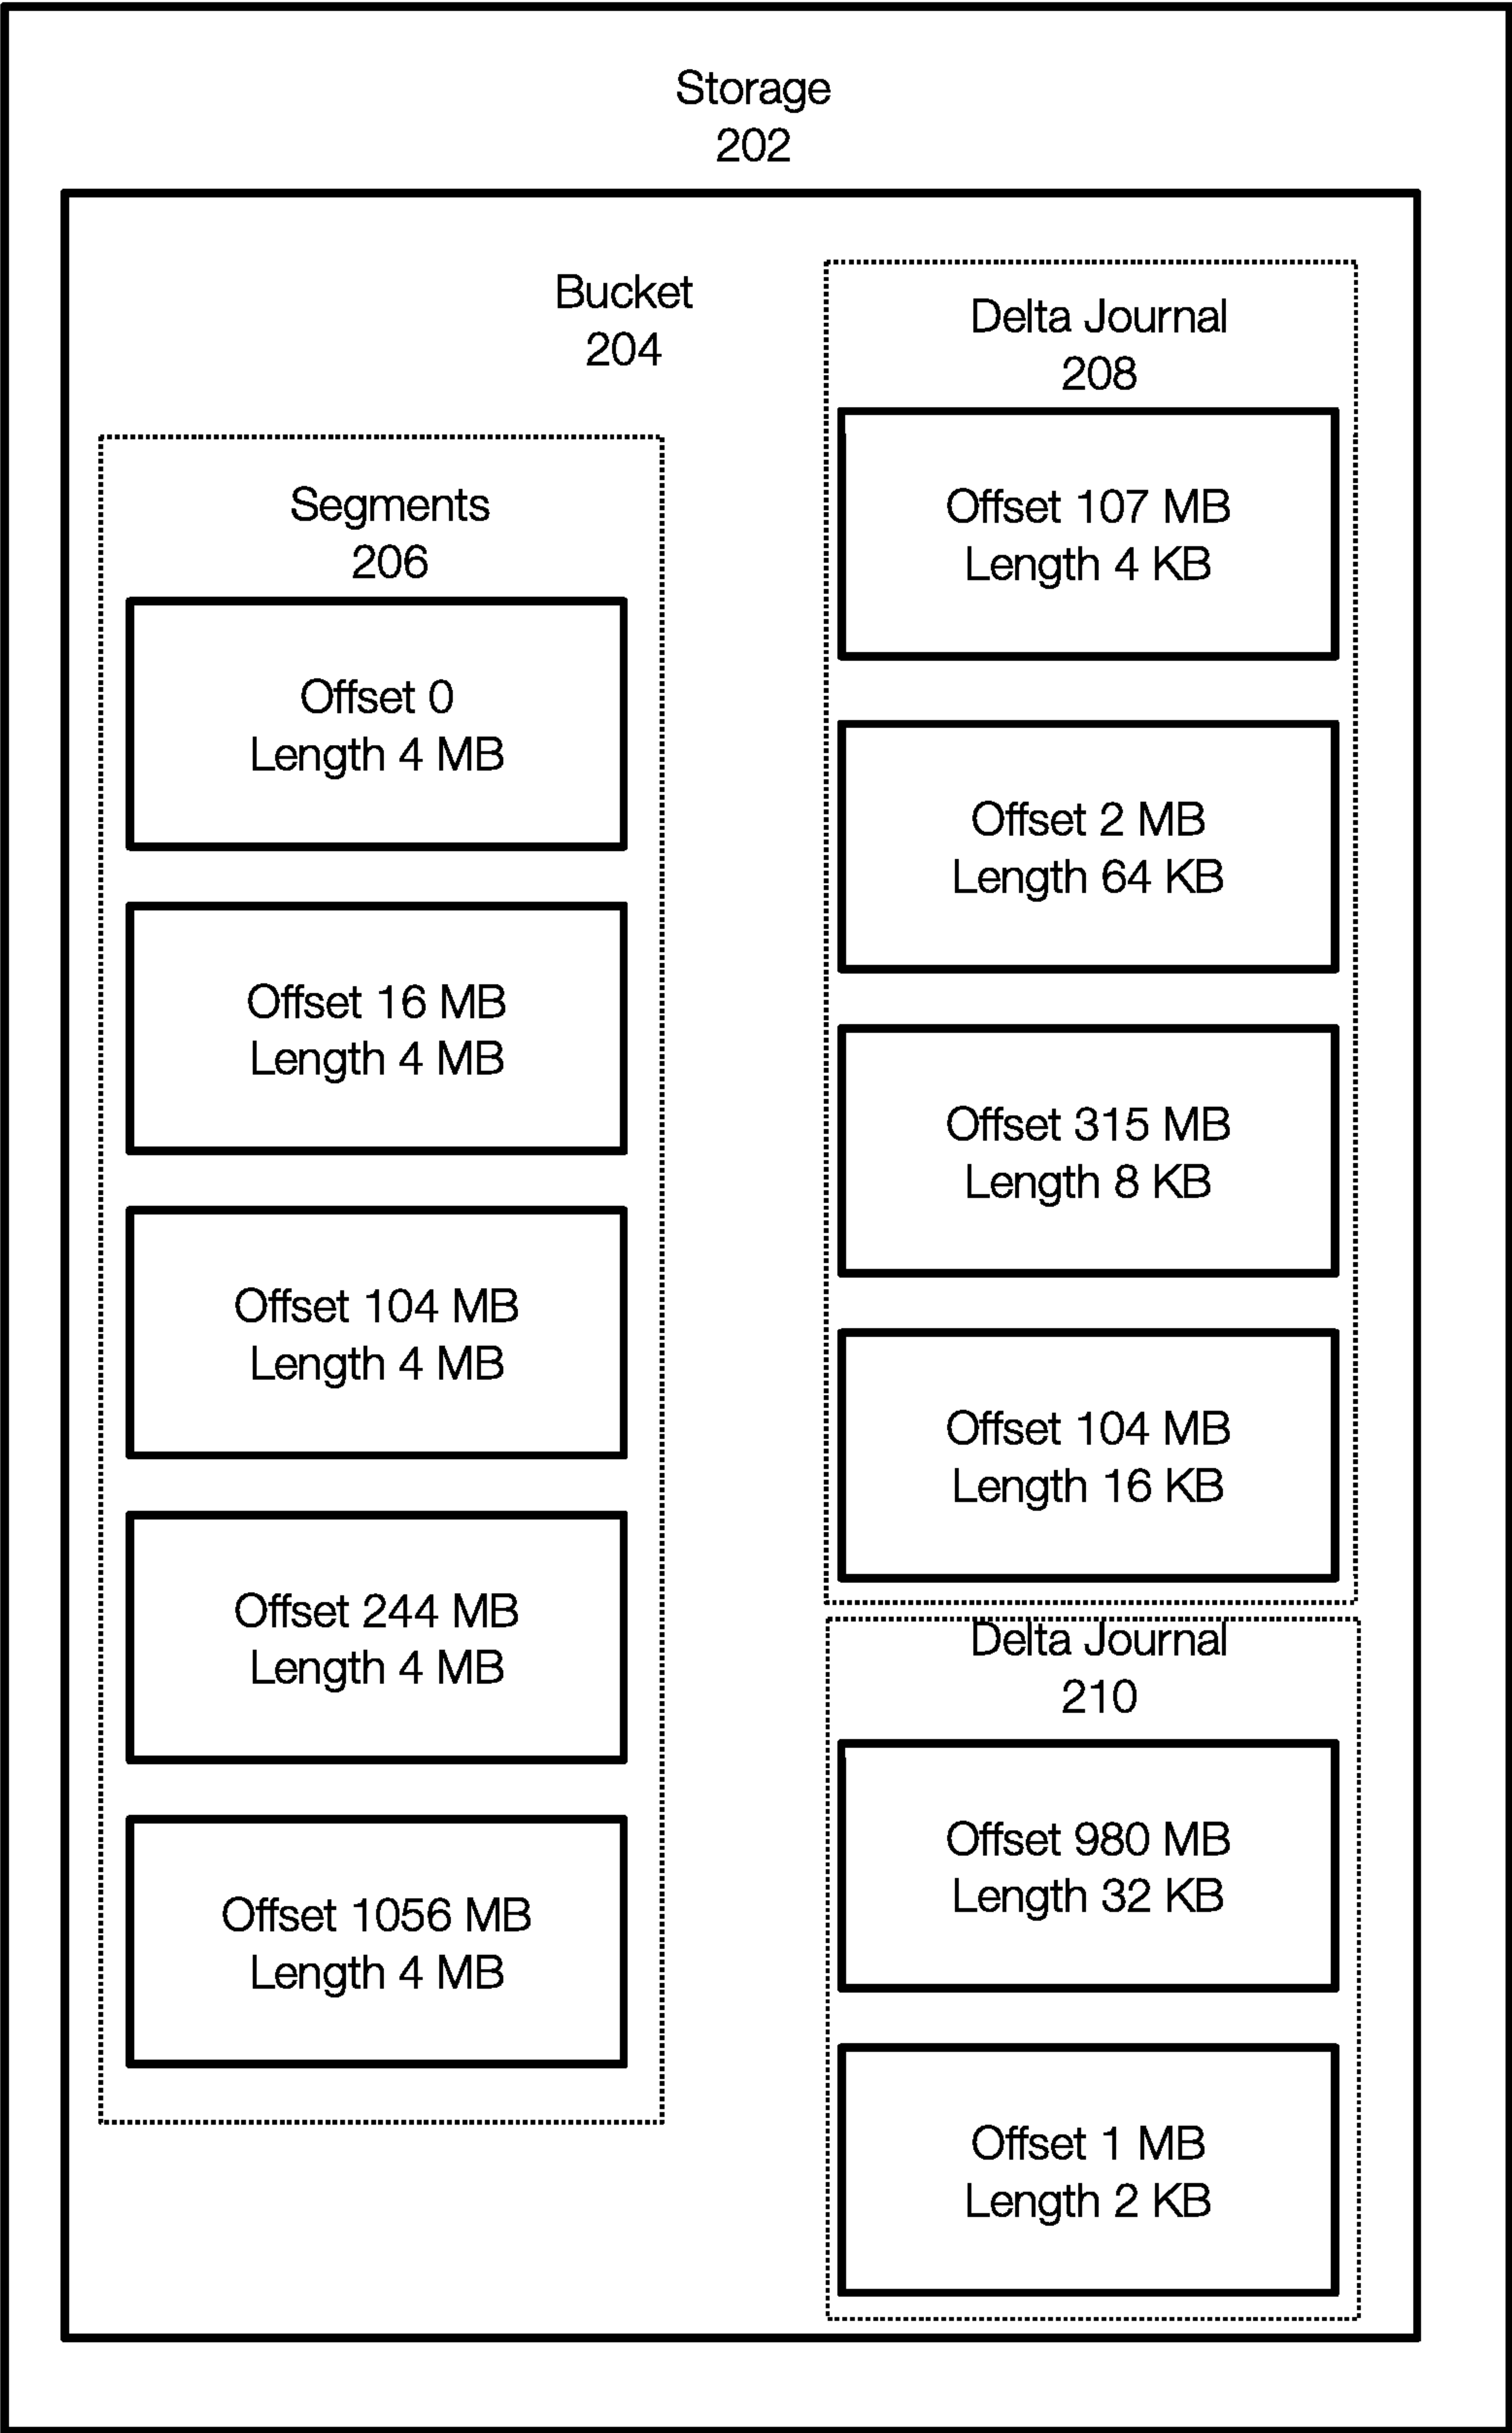 Storage
202
Bucket
204
Segments
206
Offset 0
Length 4 MB
Offset 16 MB
Length 4 MB
Offset 104 MB
Length 4 MB
Offset 244 MB
Length 4 MB
Offset 1056 MB
Length 4 MB
Delta Journal
208
Offset 107 MB
Length 4 KB
Offset 2 MB
Length 64 KB
Offset 315 MB
Length 8 KB
Offset 104 MB
Length 16 KB
Delta Journal
210
Offset 980 MB
Length 32 KB
Offset 1 MB
Length 2 KB